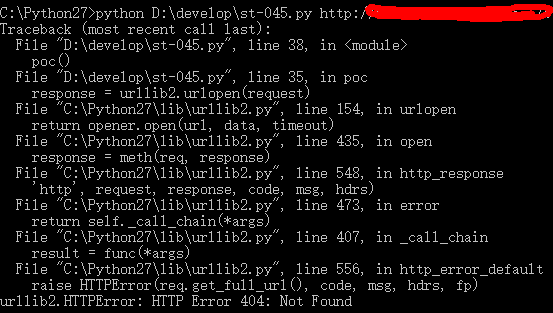 C:\Python27>python D:\develop\st-045.py http:/
Traceback (most recent call last):
  File "D:\develop\st-045.py", line 38, in <module>
    poc()
  File "D:\develop\st-045.py", line 35, in poc
    response = urllib2.urlopen(request)
  File "C:\Python27\lib\urllib2.py", line 154, in urlopen
    return opener.open(url, data, timeout)
  File "C:\Python27\lib\urllib2.py", line 435, in open
    response = meth(req, response)
  File "C:\Python27\lib\urllib2.py", line 548, in http_response
    'http', request, response, code, msg, hdrs)
  File "C:\Python27\lib\urllib2.py", line 473, in error
    return self._call_chain(*args)
  File "C:\Python27\lib\urllib2.py", line 407, in _call_chain
    result = func(*args)
  File "C:\Python27\lib\urllib2.py", line 556, in http_error_default
    raise HTTPError(req.get_full_url(), code, msg, hdrs, fp)
urllib2.HTTPError: HTTP Error 404: Not Found